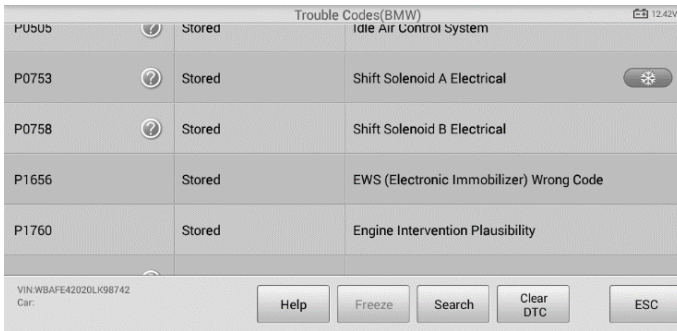 Trouble Codes(BMW) 12.42V
P0505 Stored Idle Air Control System
P0753 Stored Shift Solenoid A Electrical
P0758 Stored Shift Solenoid B Electrical
P1656 Stored EWS (Electronic Immobilizer) Wrong Code
P1760 Stored Engine Intervention Plausibility
VIN:WBAFE42020LK98742
Car:
Help Freeze Search Clear DTC ESC